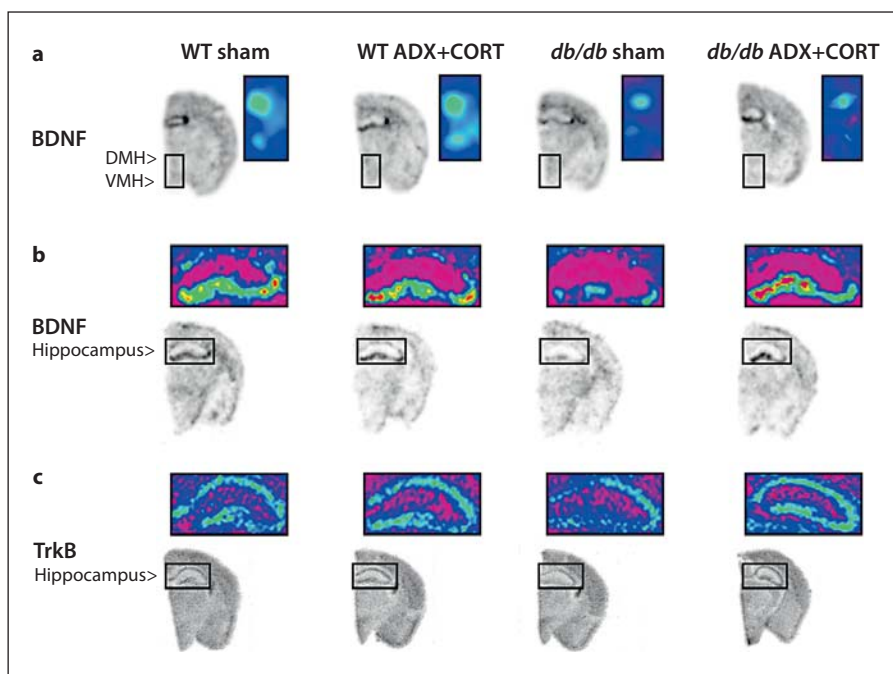 WT sham WT ADX+CORT db/db sham db/db ADX+CORT
a
BDNF
DMH>
VMH>
b
BDNF
Hippocampus>
c
TrkB
Hippocampus>